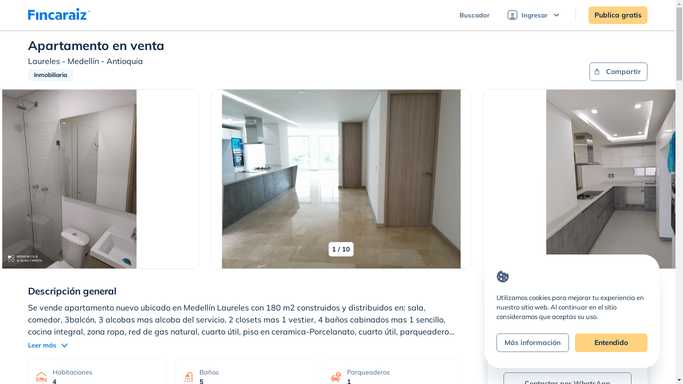 Fincaraiz
Buscador
Ingresar
Publica gratis
Apartamento en venta
Laureles - Medellín - Antioquia
Inmobiliaria
Compartir
1 / 10
Descripción general
Se vende apartamento nuevo ubicado en Medellín Laureles con 180 m2 construidos y distribuidos en: sala,
comedor, 3balcón, 3 alcobas mas alcoba del servicio, 2 closets mas 1 vestier, 4 baños cabinados mas 1 sencillo,
cocina integral, zona ropa, red de gas natural, cuarto útil, piso en ceramica-Porcelanato, cuarto útil, parqueadero...
Leer más
Habitaciones
4
Baños
5
Parqueaderos
1
Utilizamos cookies para mejorar tu experiencia en
nuestro sitio web. Al continuar en el sitio
consideramos que aceptas su uso.
Más información
Entendido
Contactar por WhatsApp